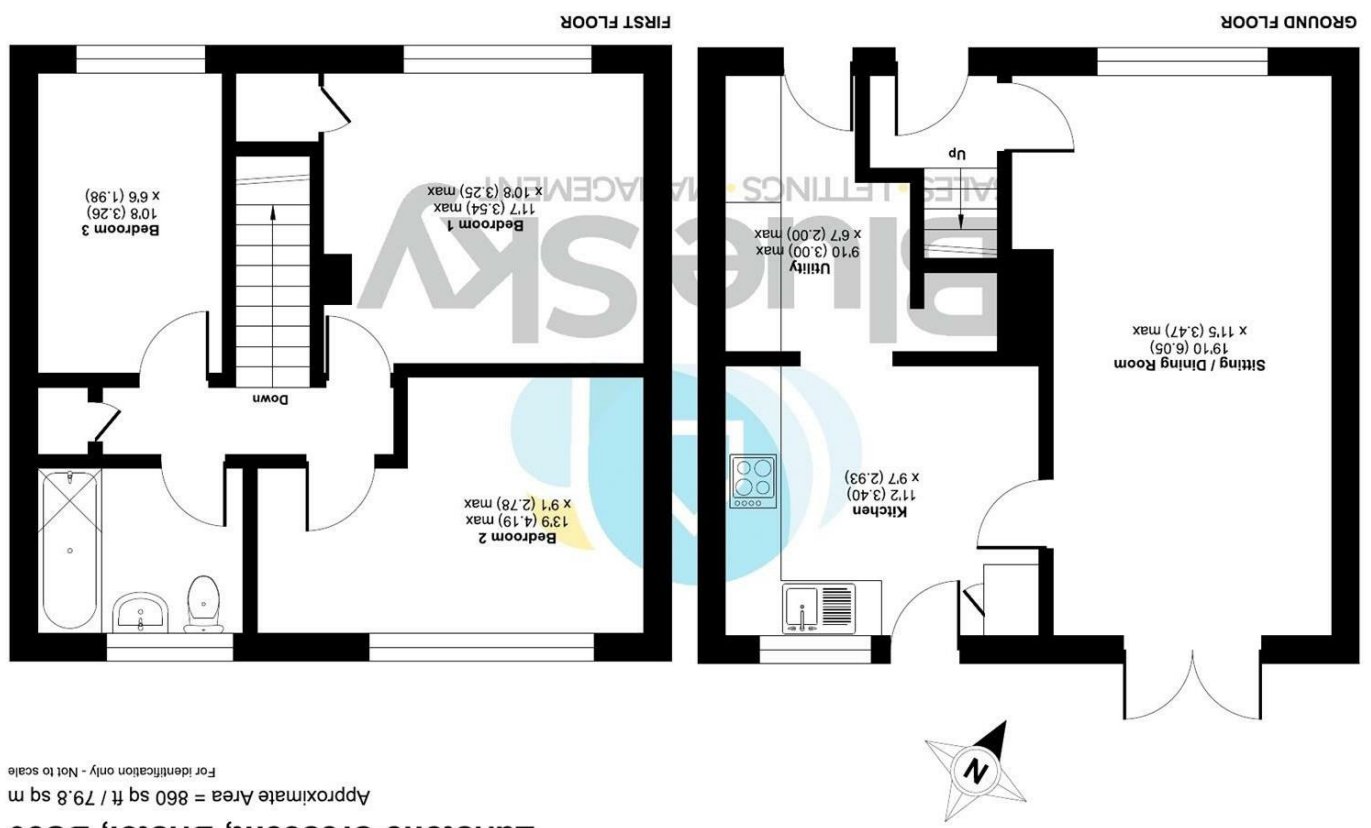 Earlstone Crescent, Bristol, BS30
Approximate Area = 860 sq ft / 79.8 sq m
For identification only - Not to scale
N
Kitchen
11'2 (3.40)
x 9'7 (2.93)
Sitting / Dining Room
19'10 (6.05)
x 11'5 (3.47) max
Utility
9'10 (3.00) max
x 6'7 (2.00) max
Up
GROUND FLOOR
Bedroom 2
13'9 (4.19) max
x 9'1 (2.78) max
Down
Bedroom 1
11'7 (3.54) max
x 10'8 (3.25) max
Bedroom 3
10'8 (3.26)
x 6'6 (1.98)
FIRST FLOOR
BlueSky
SALES • LETTINGS • MANAGEMENT